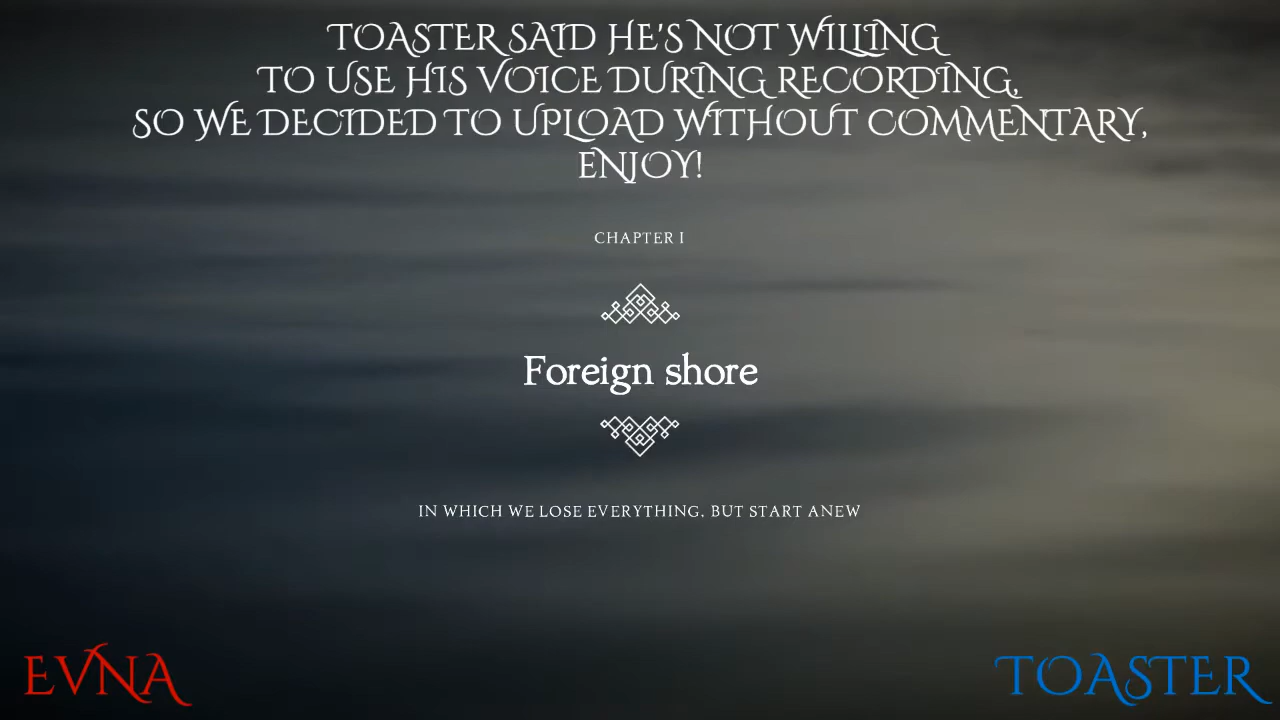 TOASTER SAID HE'S NOT WILLING
TO USE HIS VOICE DURING RECORDING,
SO WE DECIDED TO UPLOAD WITHOUT COMMENTARY,
ENJOY!
CHAPTER I
Foreign shore
IN WHICH WE LOSE EVERYTHING, BUT START ANEW
EVNA
TOASTER